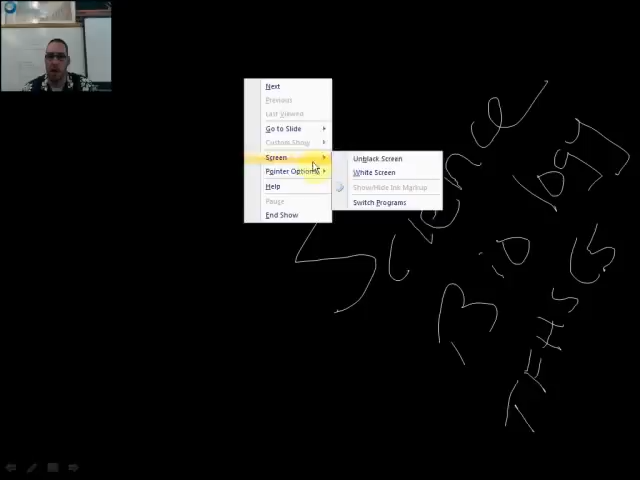 Next
Previous
Last Viewed
Go to Slide
Custom Show
Screen
Pointer Options
Help
Pause
End Show
Unblack Screen
White Screen
Show/Hide Ink Markup
Switch Programs
Science
Biology